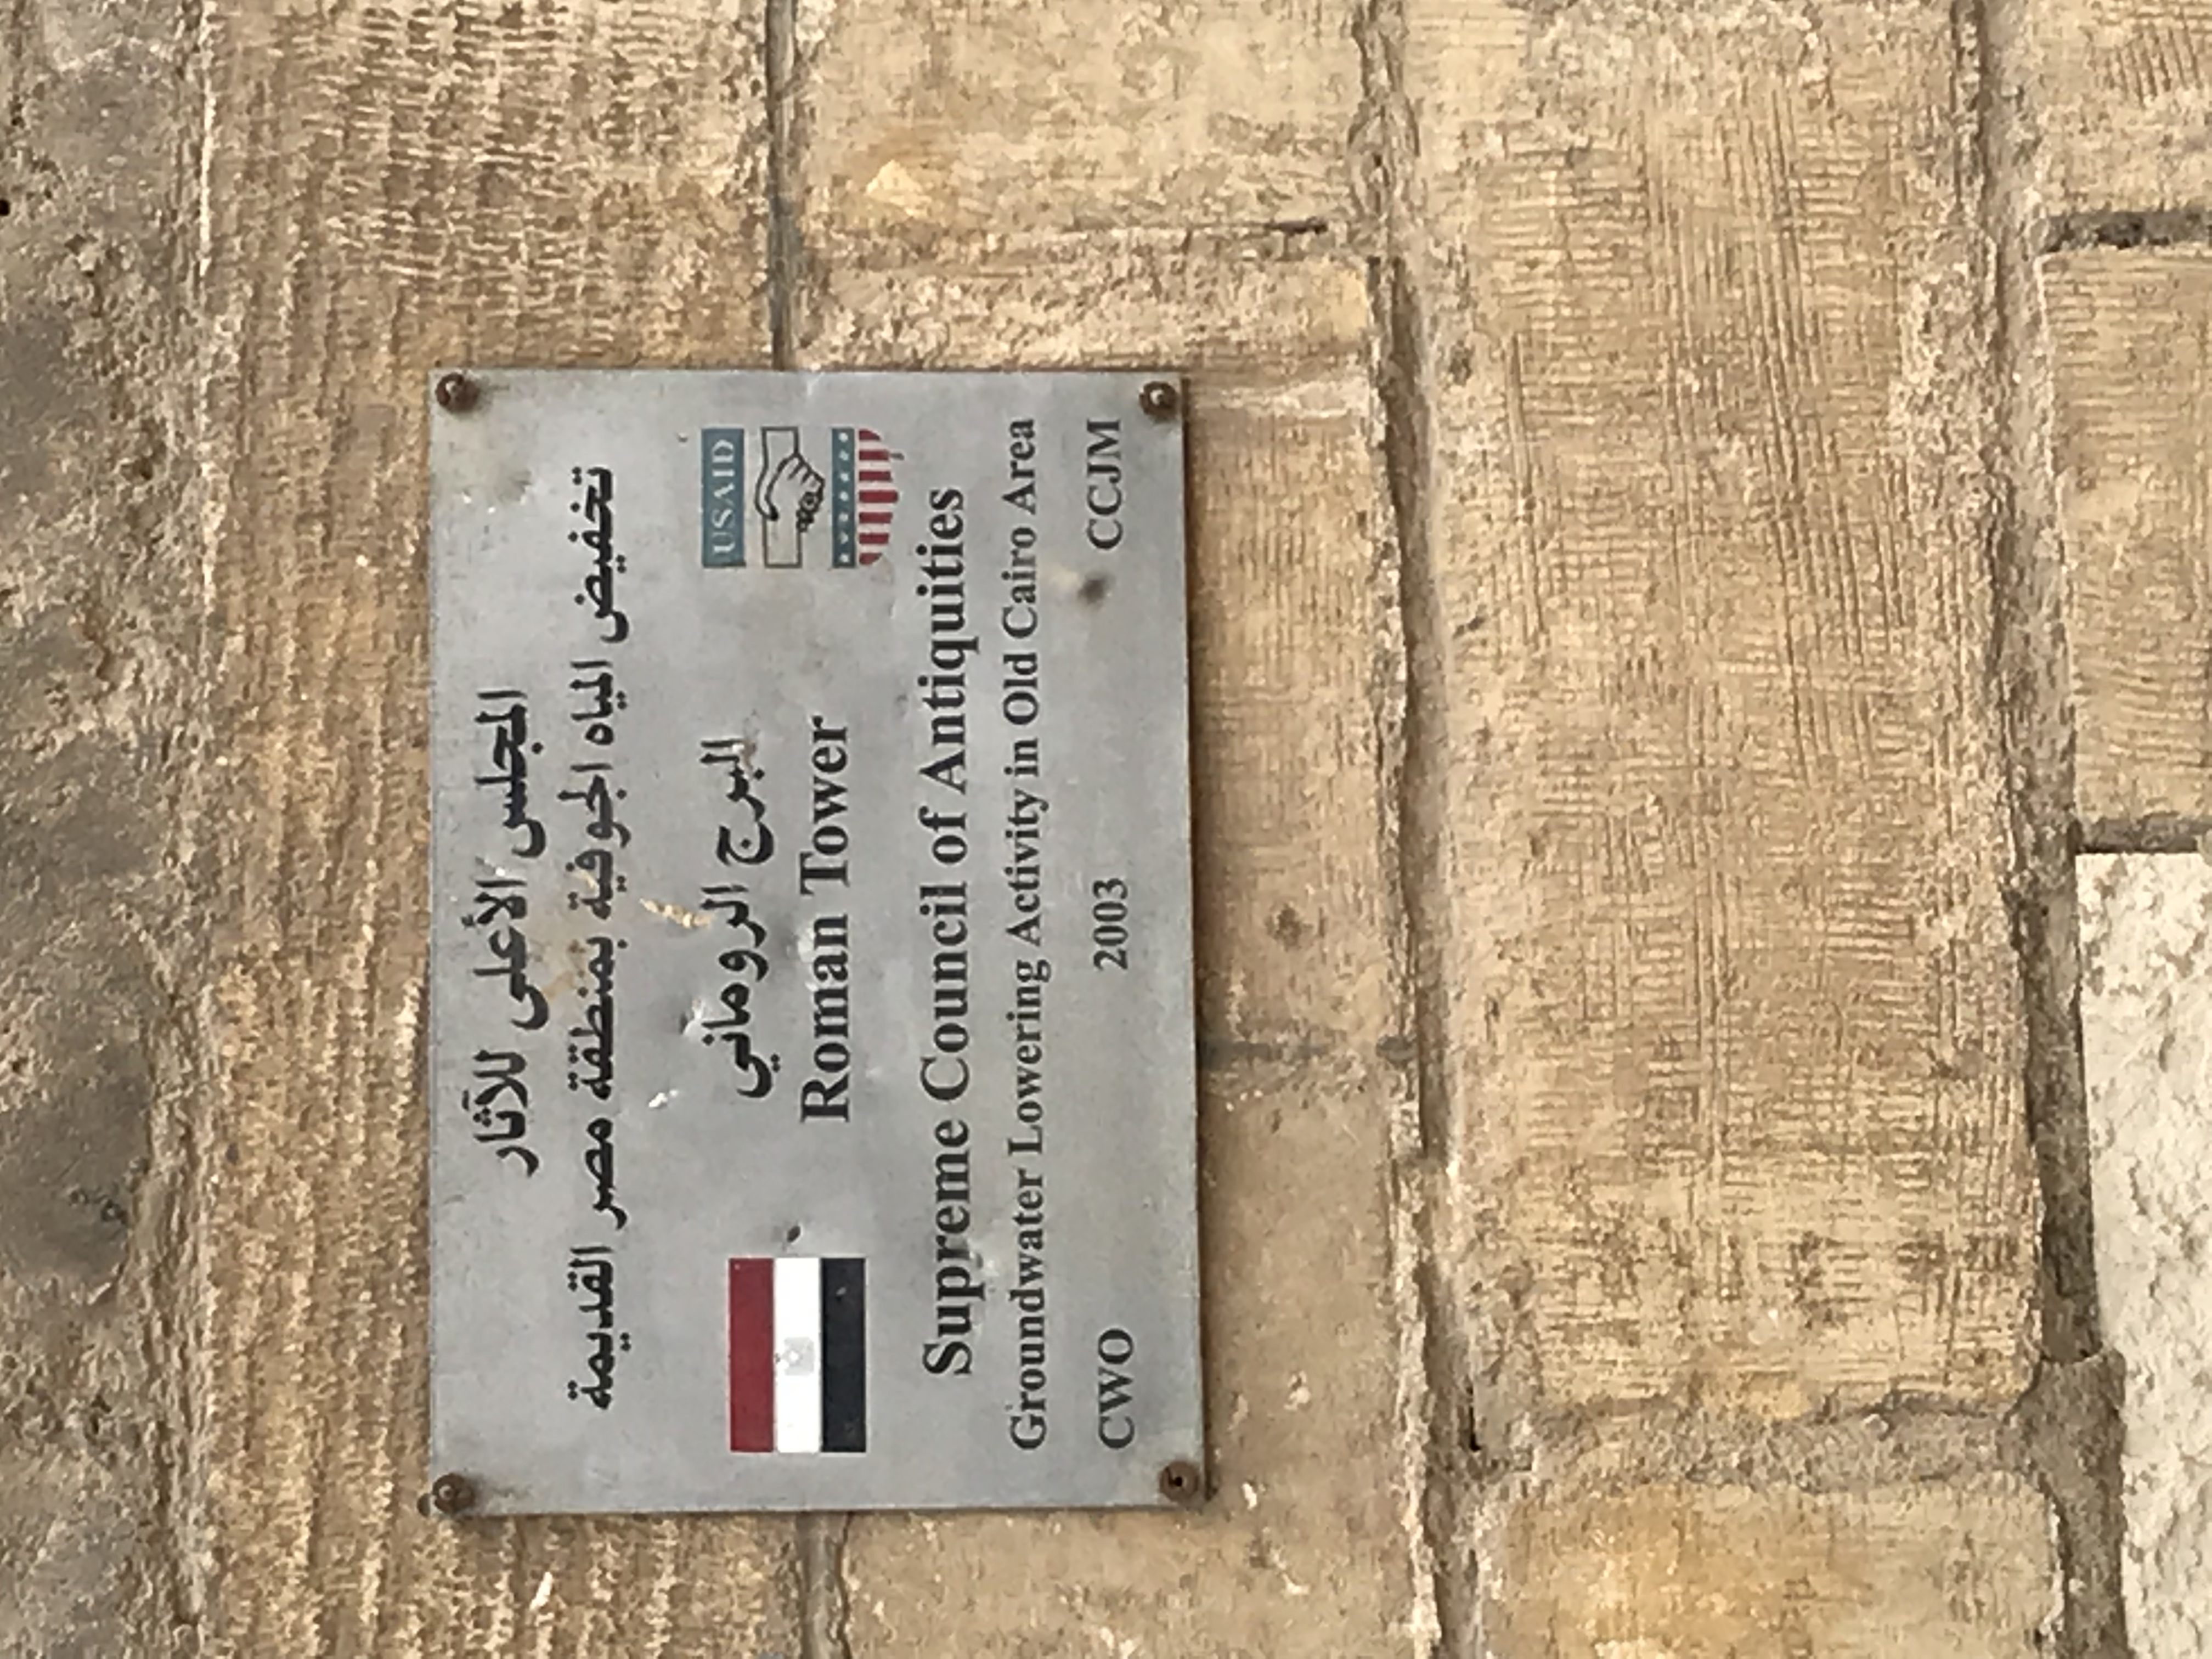 المجلس الأعلى للآثار
تخفيض المياه الجوفية بمنطقة مصر القديمة
البرج الروماني
USAID
Roman Tower
Supreme Council of Antiquities
Groundwater Lowering Activity in Old Cairo Area
CWO 2003 CCJM